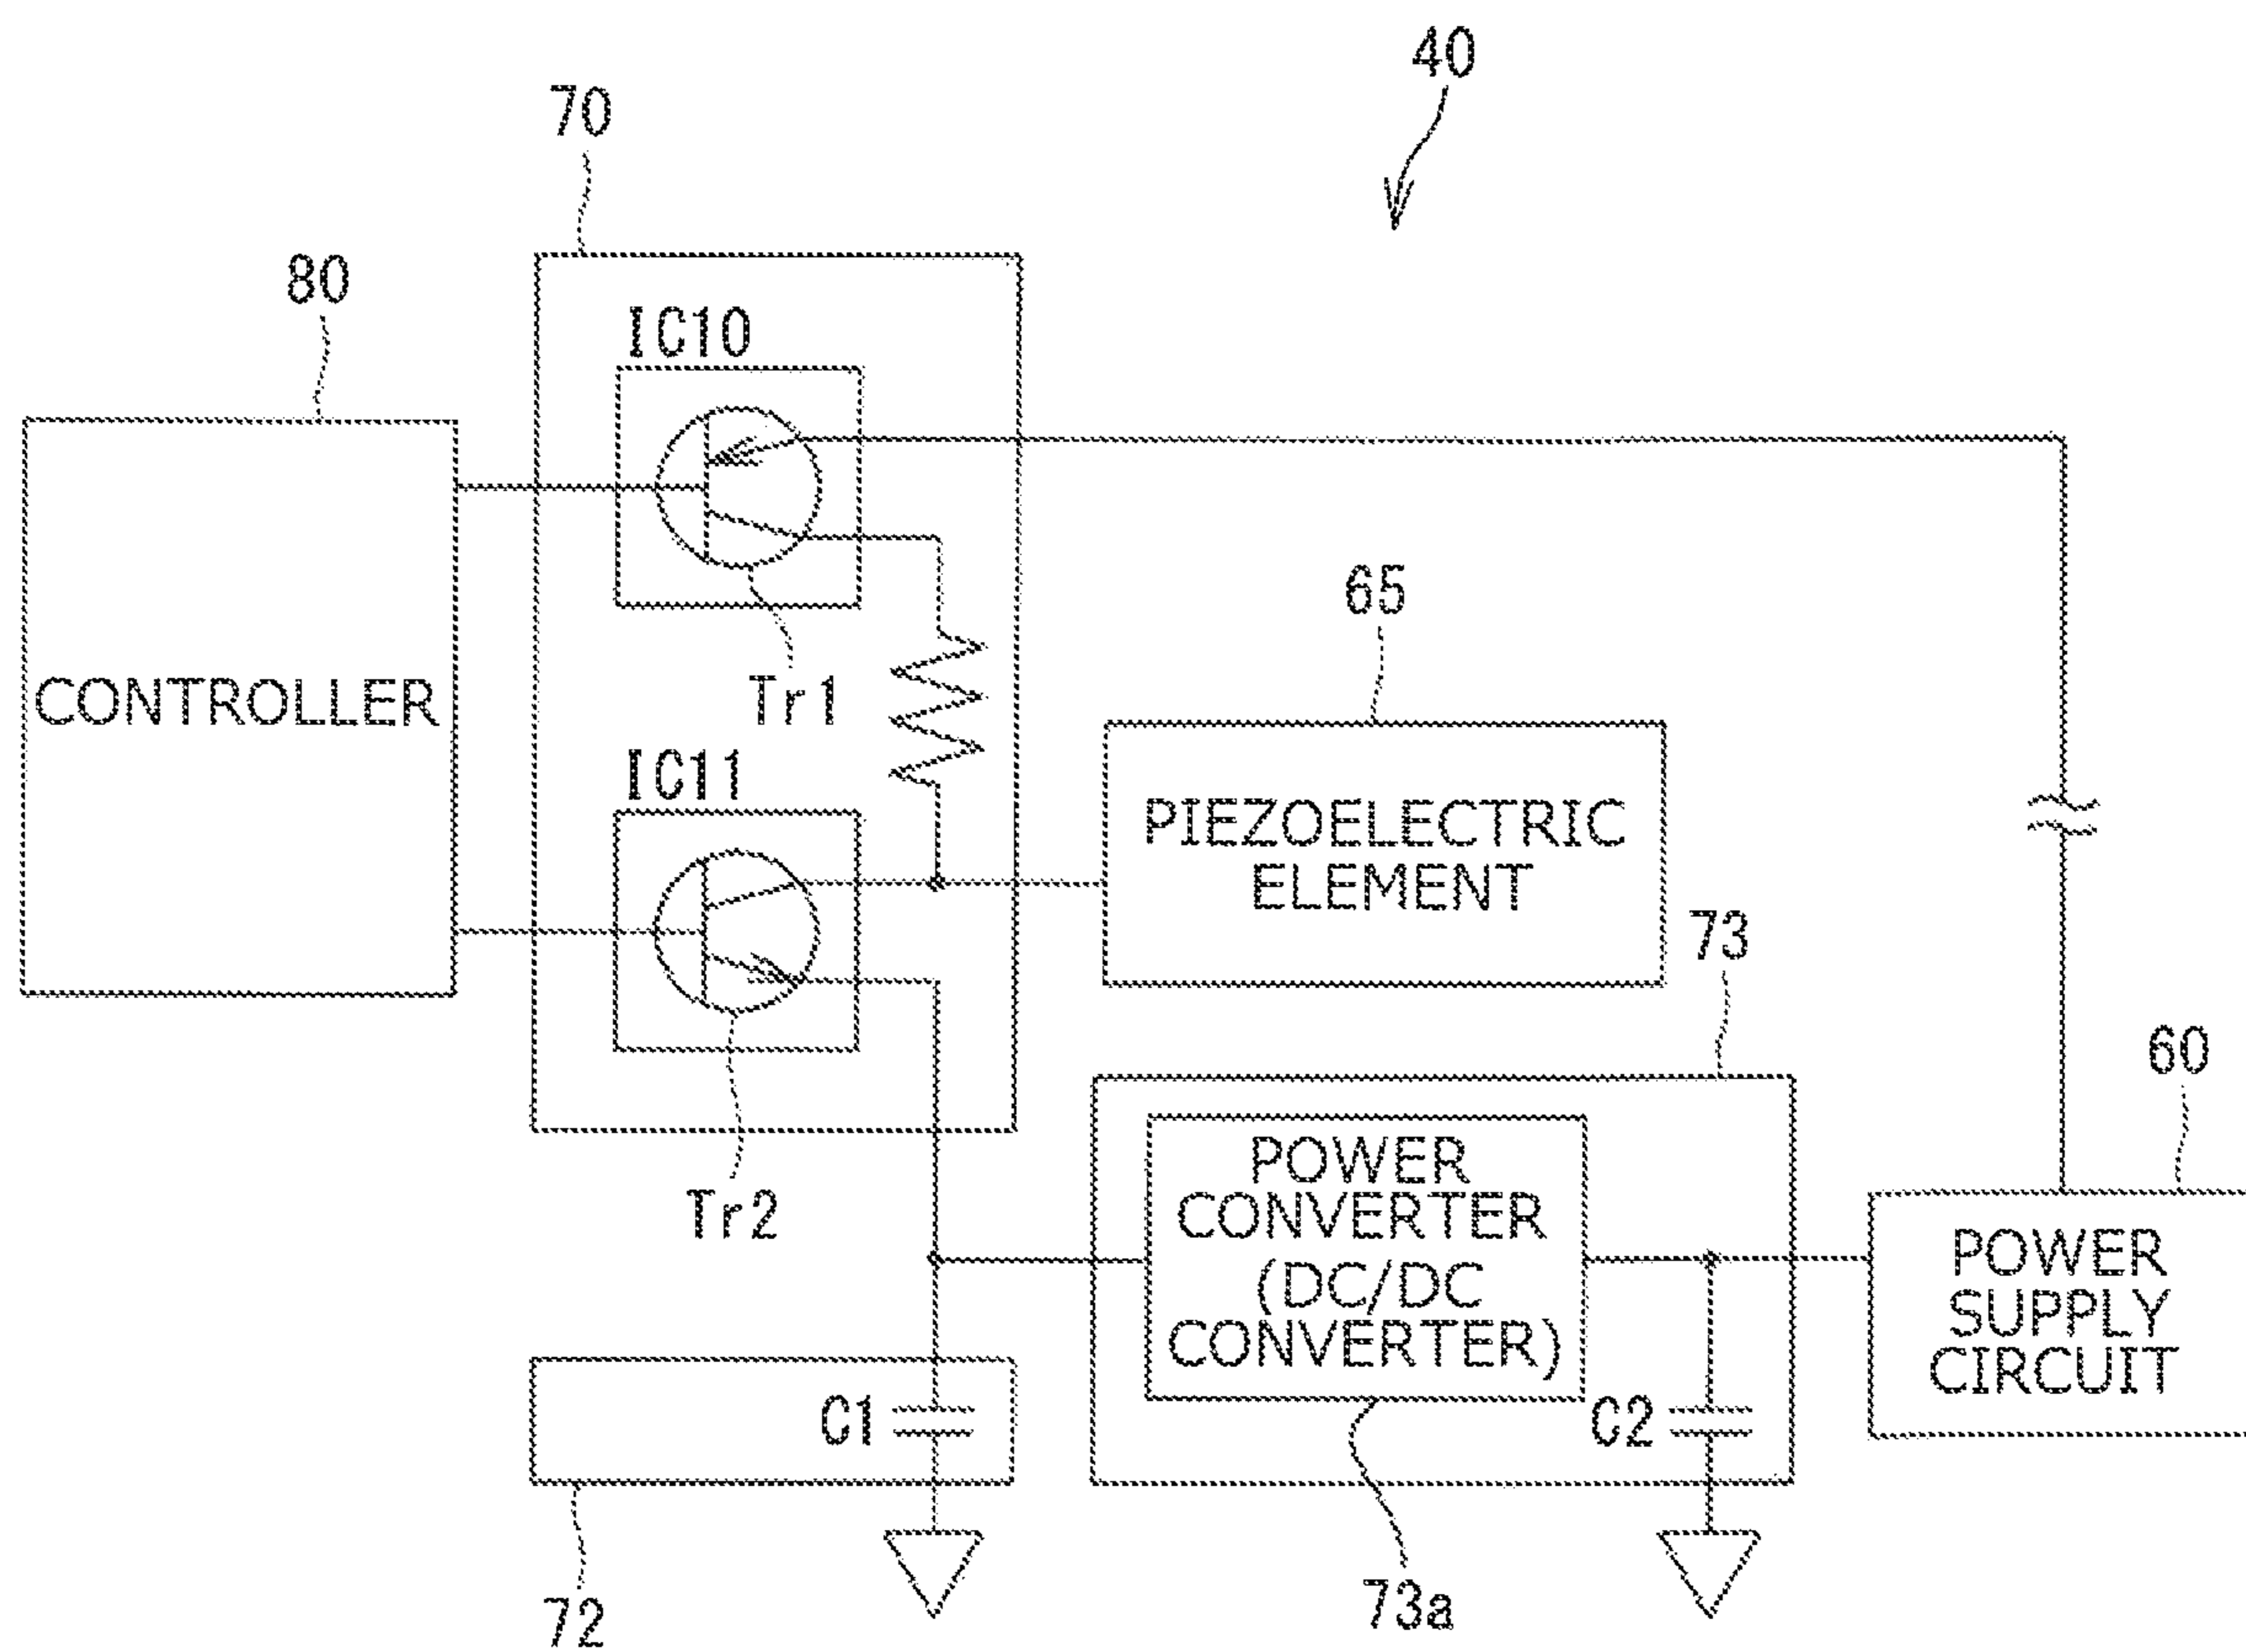 40
70
80
IC10
Tr1
65
CONTROLLER
IC11
PIEZOELECTRIC
ELEMENT
73
60
Tr2
POWER
CONVERTER
(DC/DC
CONVERTER)
POWER
SUPPLY
CIRCUIT
C1
C2
72
73a